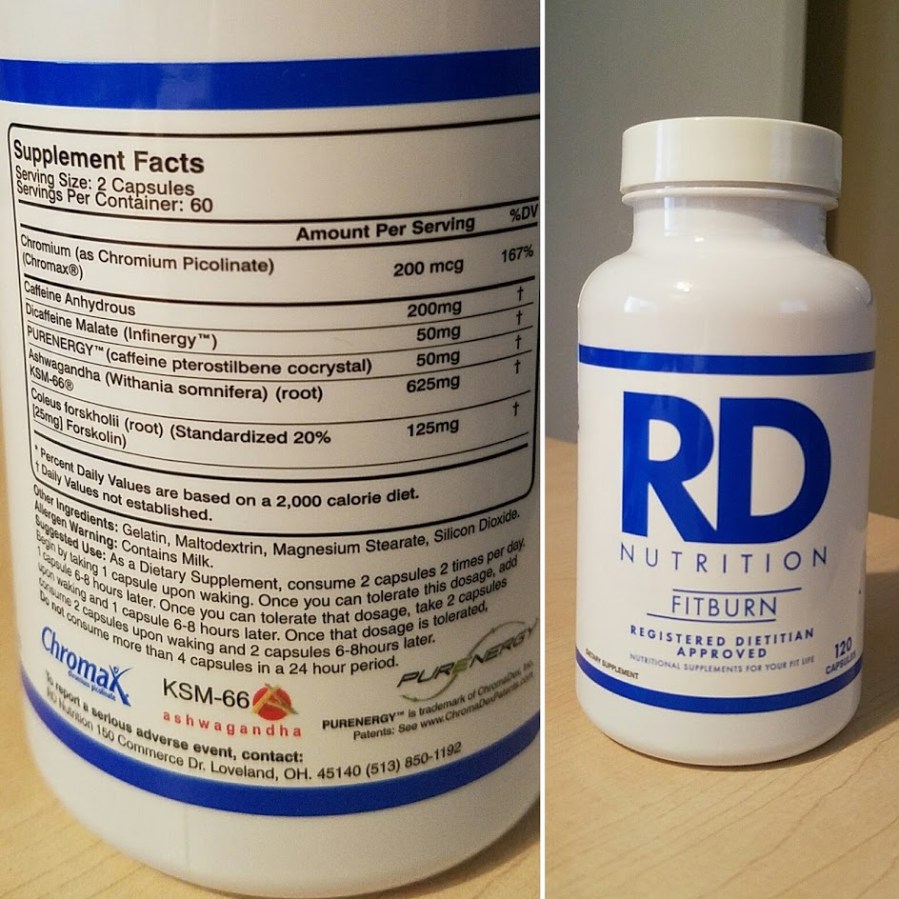 Supplement Facts
Serving Size: 2 Capsules
Servings Per Container: 60
Amount Per Serving %DV
Chromium (as Chromium Picolinate) 200 mcg 167%
(Chromax®)
Caffeine Anhydrous 200mg †
Dicaffeine Malate (Infinergy™) 50mg †
PURENERGY™ (caffeine pterostilbene cocrystal) 50mg †
Ashwagandha (Withania somnifera) (root) 625mg †
KSM-66®
Coleus forskholii (root) (Standardized 20% 125mg †
[25mg] Forskolin)
* Percent Daily Values are based on a 2,000 calorie diet.
† Daily Values not established.
Other Ingredients: Gelatin, Maltodextrin, Magnesium Stearate, Silicon Dioxide.
Allergen Warning: Contains Milk.
Suggested Use: As a Dietary Supplement, consume 2 capsules 2 times per day.
Begin by taking 1 capsule upon waking. Once you can tolerate this dosage, add
1 capsule 6-8 hours later. Once you can tolerate that dosage, take 2 capsules
upon waking and 1 capsule 6-8 hours later. Once that dosage is tolerated,
consume 2 capsules upon waking and 2 capsules 6-8hours later.
Do not consume more than 4 capsules in a 24 hour period.
Chromax
chromium picolinate
KSM-66
ashwagandha
PURENERGY
PURENERGY™ is trademark of ChromaDex, Inc.
Patents: See www.ChromaDexPatents.com
To report a serious adverse event, contact:
RD Nutrition 150 Commerce Dr. Loveland, OH. 45140 (513) 850-1192
RD
NUTRITION
FITBURN
REGISTERED DIETITIAN
APPROVED
NUTRITIONAL SUPPLEMENTS FOR YOUR FIT LIFE
DIETARY SUPPLEMENT
120
CAPSULES